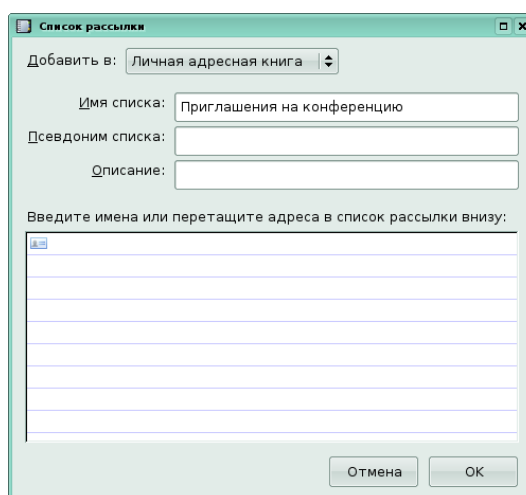 Список рассылки
Добавить в: Личная адресная книга
Имя списка: Приглашения на конференцию
Псевдоним списка:
Описание:
Введите имена или перетащите адреса в список рассылки внизу:
Отмена OK